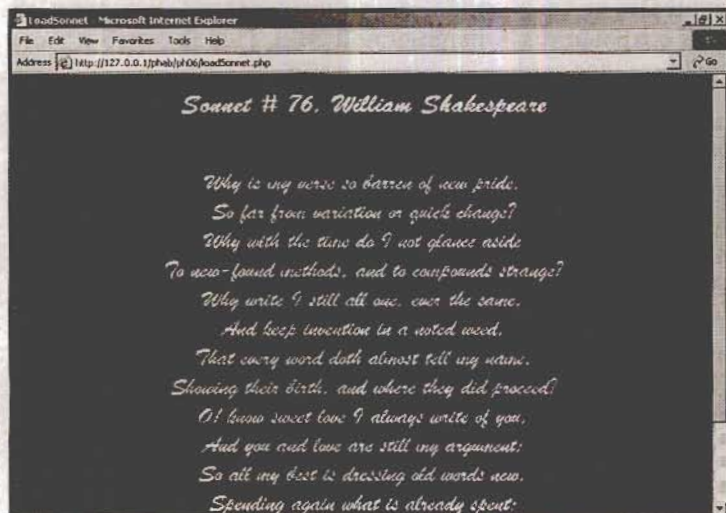 LoadSonnet - Microsoft Internet Explorer
File Edit View Favorites Tools Help
Address http://127.0.0.1/phab/ph06/loadSonnet.php Go
Sonnet # 76, William Shakespeare
Why is my verse so barren of new pride,
So far from variation or quick change?
Why with the time do I not glance aside
To new-found methods, and to compounds strange?
Why write I still all one, ever the same,
And keep invention in a noted weed,
That every word doth almost tell my name,
Showing their birth, and where they did proceed?
O! know sweet love I always write of you,
And you and love are still my argument;
So all my best is dressing old words new,
Spending again what is already spent: